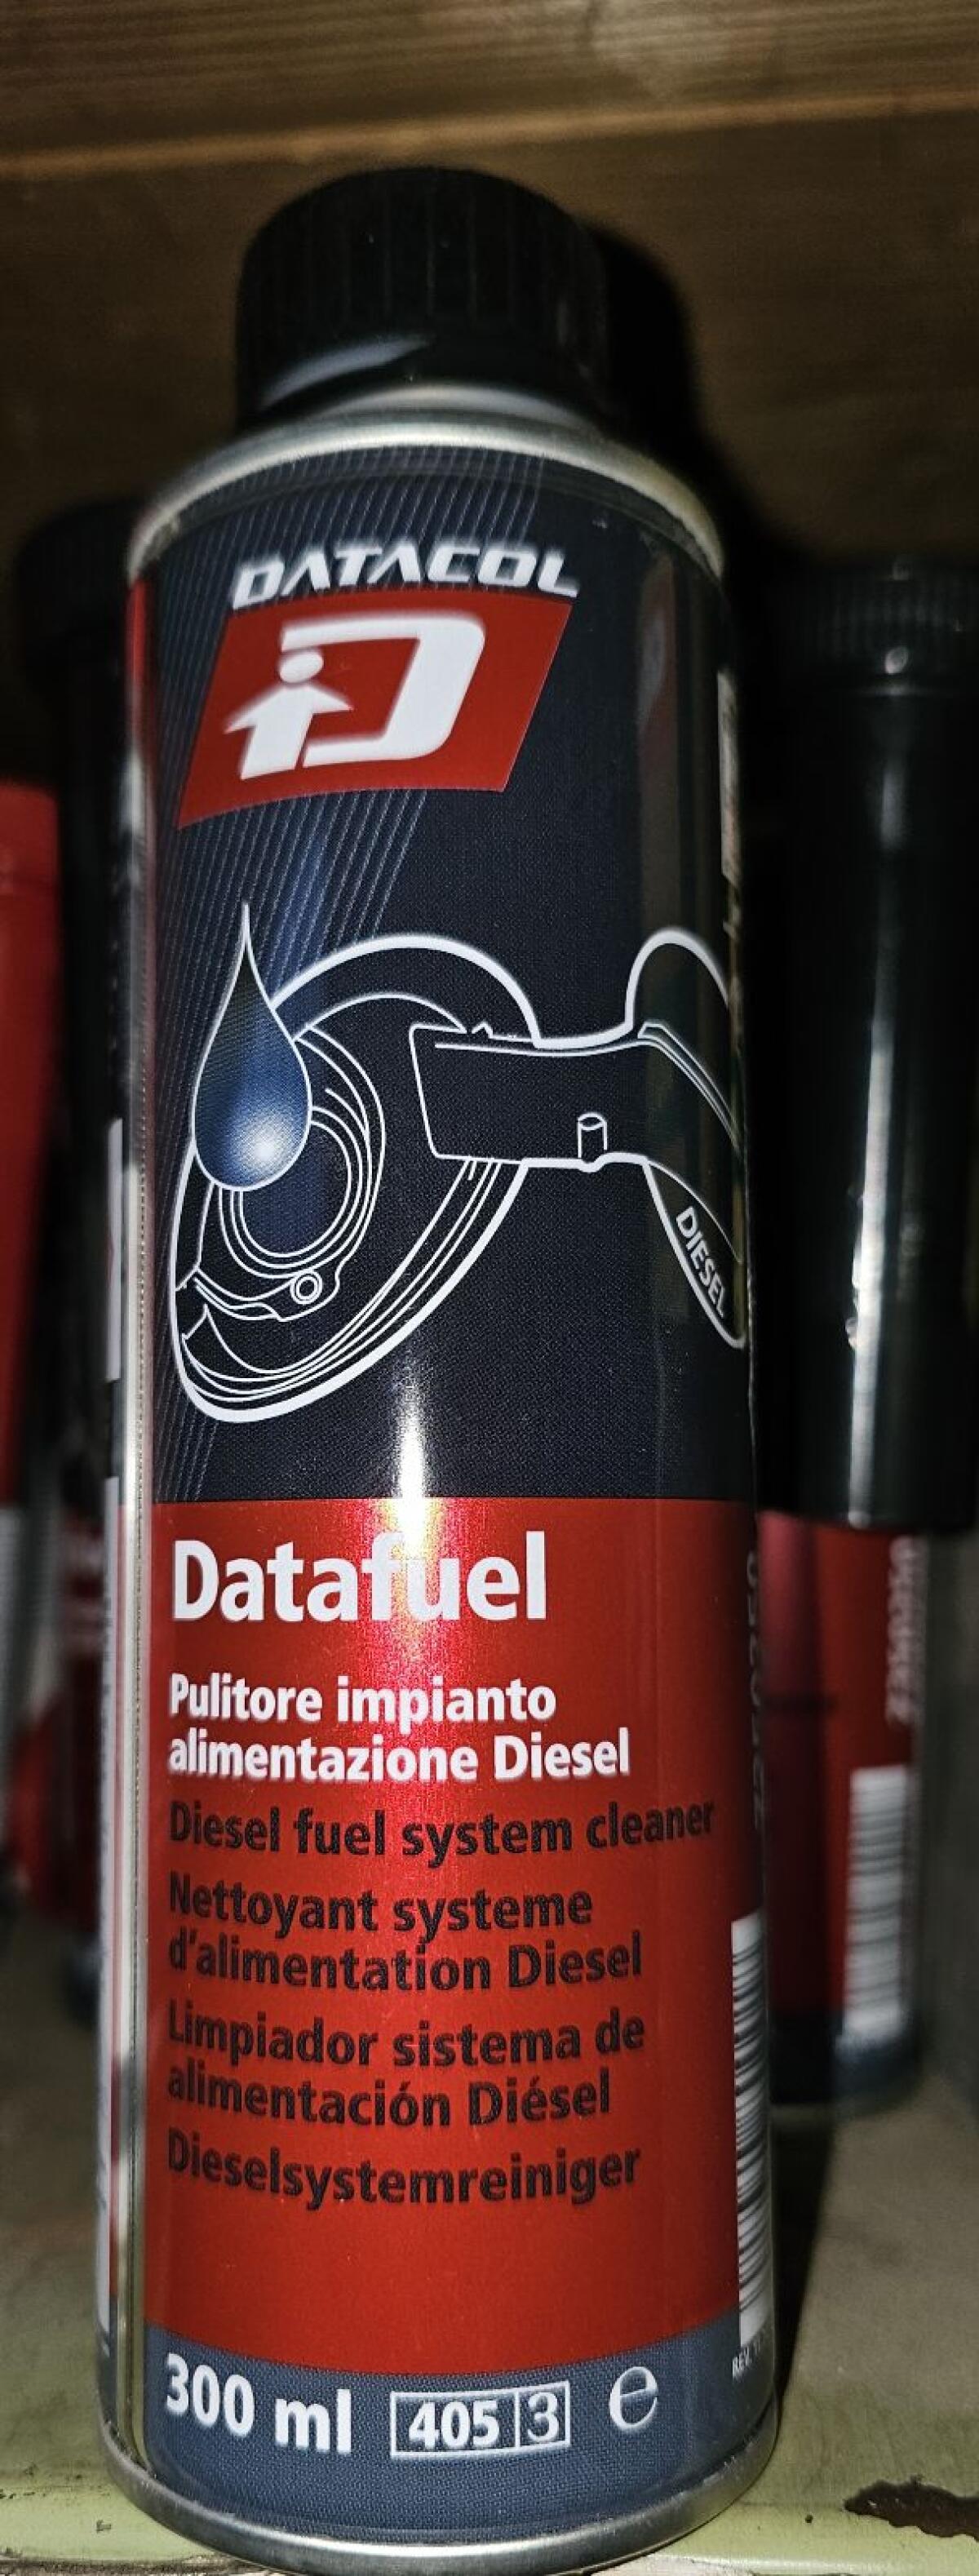 DATACOL
DIESEL
Datafuel
Pulitore impianto
alimentazione Diesel
Diesel fuel system cleaner
Nettoyant systeme
d'alimentation Diesel
Limpiador sistema de
alimentación Diésel
Dieselsystemreiniger
300 ml 405 3 e
REV.